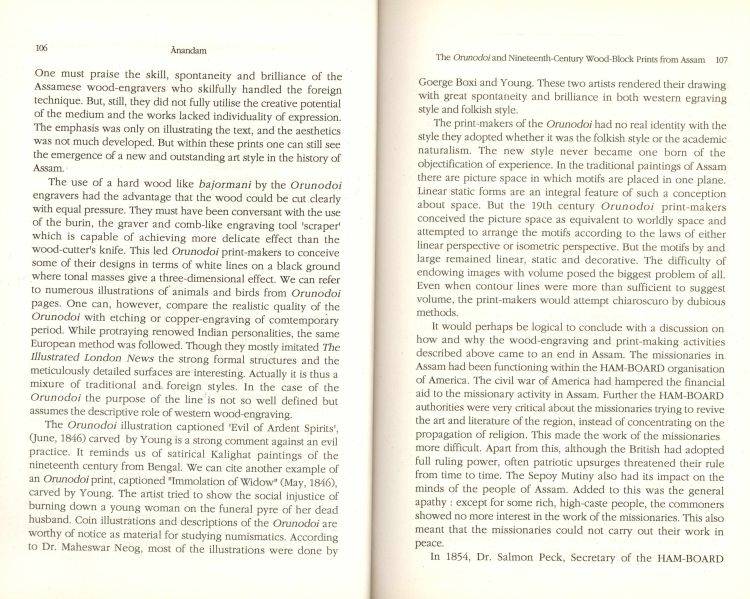 106
Ānandam
One must praise the skill, spontaneity and brilliance of the
Assamese wood-engravers who skilfully handled the foreign
technique. But, still, they did not fully utilise the creative potential
of the medium and the works lacked individuality of expression.
The emphasis was only on illustrating the text, and the aesthetics
was not much developed. But within these prints one can still see
the emergence of a new and outstanding art style in the history of
Assam.
The use of a hard wood like bajormani by the Orunodoi
engravers had the advantage that the wood could be cut clearly
with equal pressure. They must have been conversant with the use
of the burin, the graver and comb-like engraving tool 'scraper'
which is capable of achieving more delicate effect than the
wood-cutter's knife. This led Orunodoi print-makers to conceive
some of their designs in terms of white lines on a black ground
where tonal masses give a three-dimensional effect. We can refer
to numerous illustrations of animals and birds from Orunodoi
pages. One can, however, compare the realistic quality of the
Orunodoi with etching or copper-engraving of comtemporary
period. While protraying renowed Indian personalities, the same
European method was followed. Though they mostly imitated The
Illustrated London News the strong formal structures and the
meticulously detailed surfaces are interesting. Actually it is thus a
mixure of traditional and foreign styles. In the case of the
Orunodoi the purpose of the line is not so well defined but
assumes the descriptive role of western wood-engraving.
The Orunodoi illustration captioned 'Evil of Ardent Spirits',
(June, 1846) carved by Young is a strong comment against an evil
practice. It reminds us of satirical Kalighat paintings of the
nineteenth century from Bengal. We can cite another example of
an Orunodoi print, captioned "Immolation of Widow" (May, 1846),
carved by Young. The artist tried to show the social injustice of
burning down a young woman on the funeral pyre of her dead
husband. Coin illustrations and descriptions of the Orunodoi are
worthy of notice as material for studying numismatics. According
to Dr. Maheswar Neog, most of the illustrations were done by
The Orunodoi and Nineteenth-Century Wood-Block Prints from Assam 107
Goerge Boxi and Young. These two artists rendered their drawing
with great spontaneity and brilliance in both western egraving
style and folkish style.
The print-makers of the Orunodoi had no real identity with the
style they adopted whether it was the folkish style or the academic
naturalism. The new style never became one born of the
objectification of experience. In the traditional paintings of Assam
there are picture space in which motifs are placed in one plane.
Linear static forms are an integral feature of such a conception
about space. But the 19th century Orunodoi print-makers
conceived the picture space as equivalent to worldly space and
attempted to arrange the motifs according to the laws of either
linear perspective or isometric perspective. But the motifs by and
large remained linear, static and decorative. The difficulty of
endowing images with volume posed the biggest problem of all.
Even when contour lines were more than sufficient to suggest
volume, the print-makers would attempt chiaroscuro by dubious
methods.
It would perhaps be logical to conclude with a discussion on
how and why the wood-engraving and print-making activities
described above came to an end in Assam. The missionaries in
Assam had been functioning within the HAM-BOARD organisation
of America. The civil war of America had hampered the financial
aid to the missionary activity in Assam. Further the HAM-BOARD
authorities were very critical about the missionaries trying to revive
the art and literature of the region, instead of concentrating on the
propagation of religion. This made the work of the missionaries
more difficult. Apart from this, although the British had adopted
full ruling power, often patriotic upsurges threatened their rule
from time to time. The Sepoy Mutiny also had its impact on the
minds of the people of Assam. Added to this was the general
apathy : except for some rich, high-caste people, the commoners
showed no more interest in the work of the missionaries. This also
meant that the missionaries could not carry out their work in
peace.
In 1854, Dr. Salmon Peck, Secretary of the HAM-BOARD